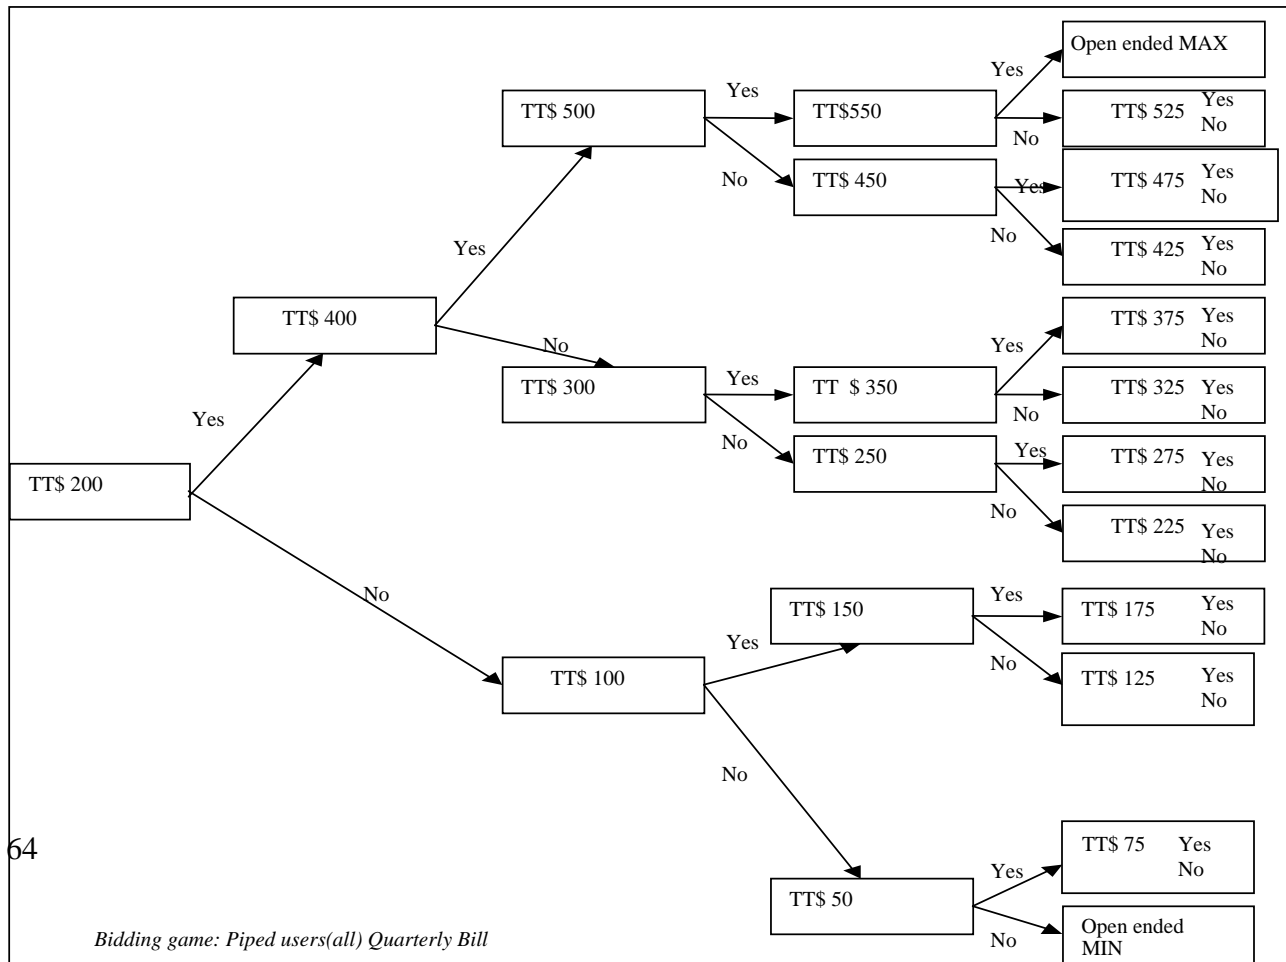 Open ended MAX
Yes
TT$ 500
Yes
TT$550
TT$ 525 Yes
No
No
No
TT$ 450
Yes
TT$ 475 Yes
No
No
TT$ 425 Yes
No
Yes
TT$ 400
No
TT$ 375 Yes
No
Yes
TT$ 300
Yes
TT $ 350
TT$ 325 Yes
No
No
No
TT$ 250
Yes
TT$ 275 Yes
No
No
TT$ 225 Yes
No
Yes
TT$ 200
No
TT$ 150
Yes
TT$ 175 Yes
No
Yes
No
TT$ 125 Yes
No
TT$ 100
No
TT$ 75 Yes
No
64
Yes
TT$ 50
Open ended
MIN
No
Bidding game: Piped users(all) Quarterly Bill